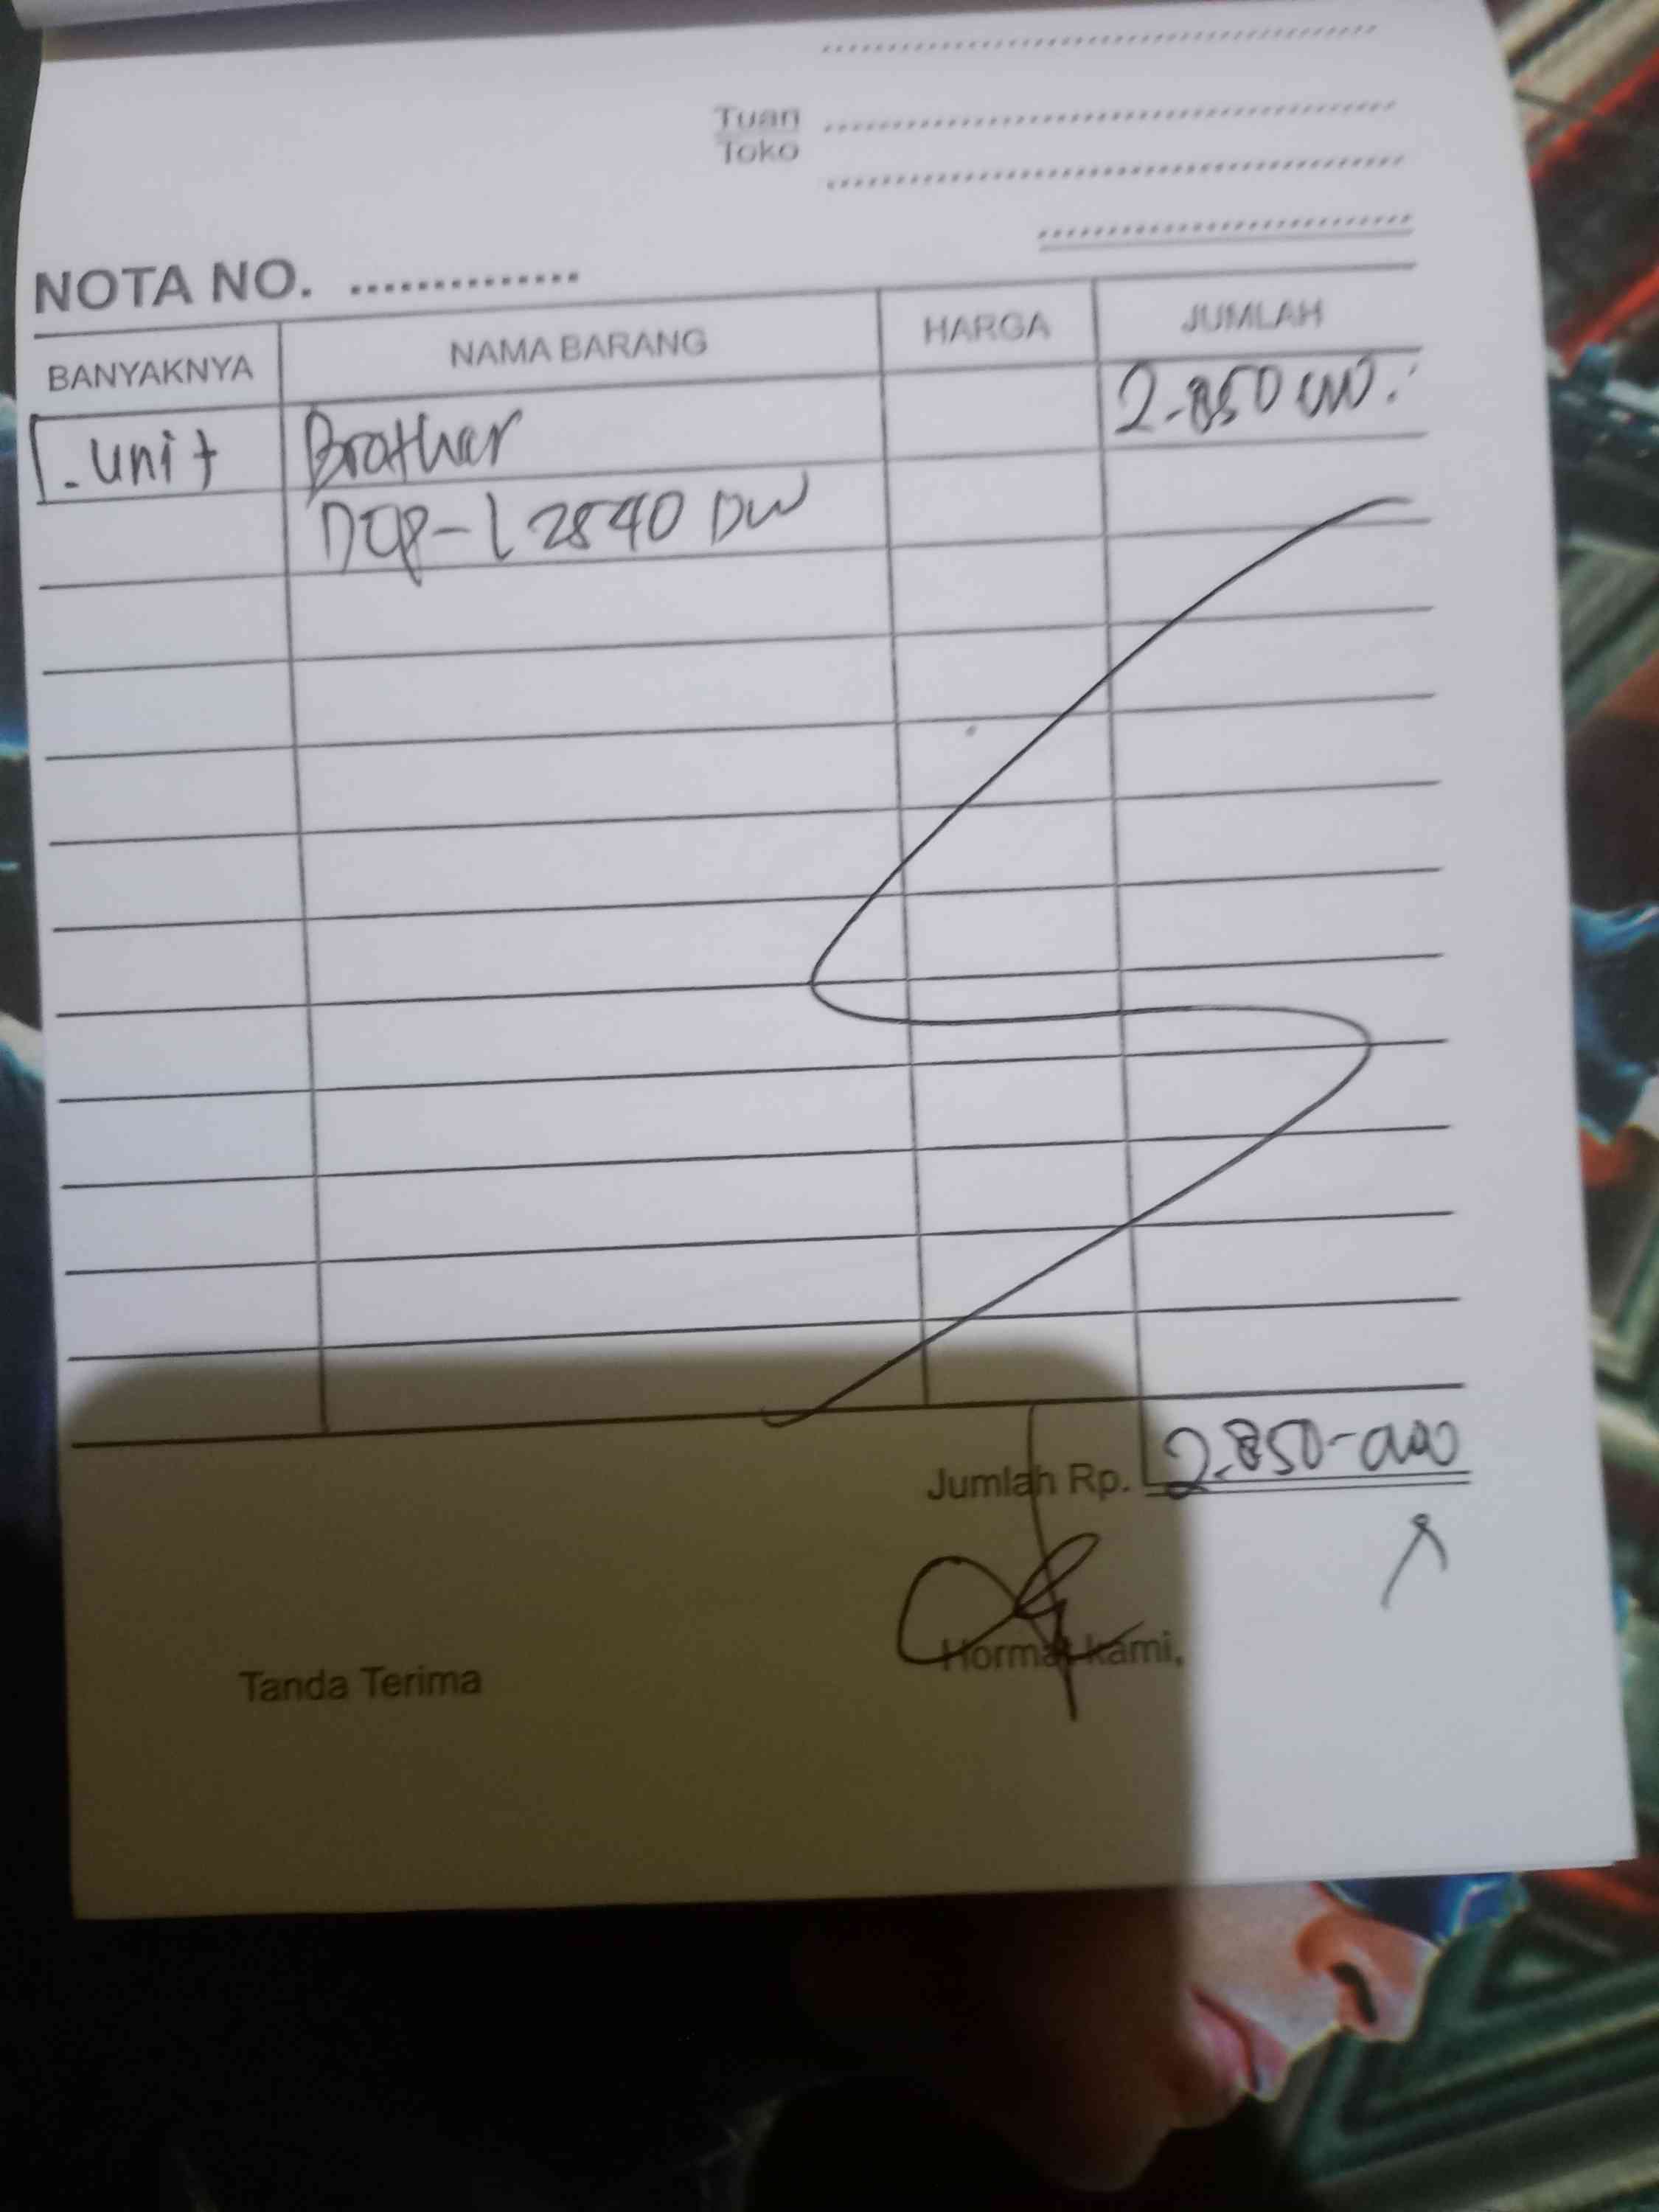 Tuan
Toko
NOTA NO. ...............
BANYAKNYA NAMA BARANG HARGA JUMLAH
1. unit Brother 2.850 000.
DCP-L2540 DW
Jumlah Rp. 2.850-000
Tanda Terima Hormat kami,